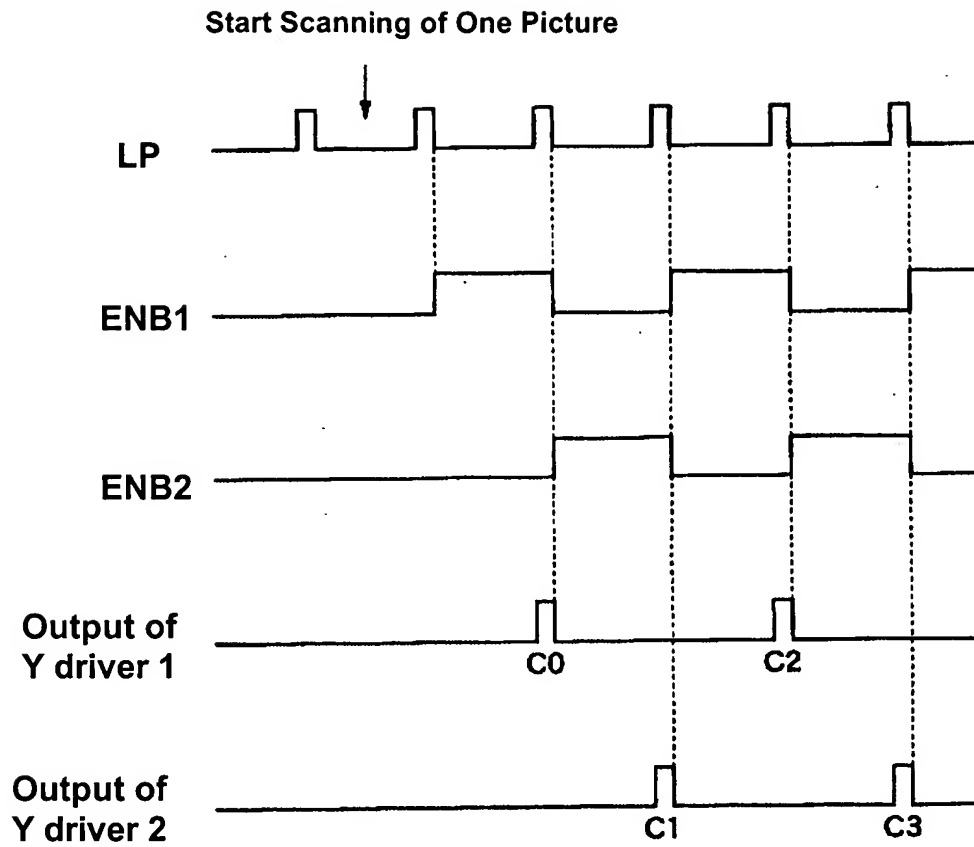 Start Scanning of One Picture
LP
ENB1
ENB2
Output of
Y driver 1
C0
C2
Output of
Y driver 2
C1
C3